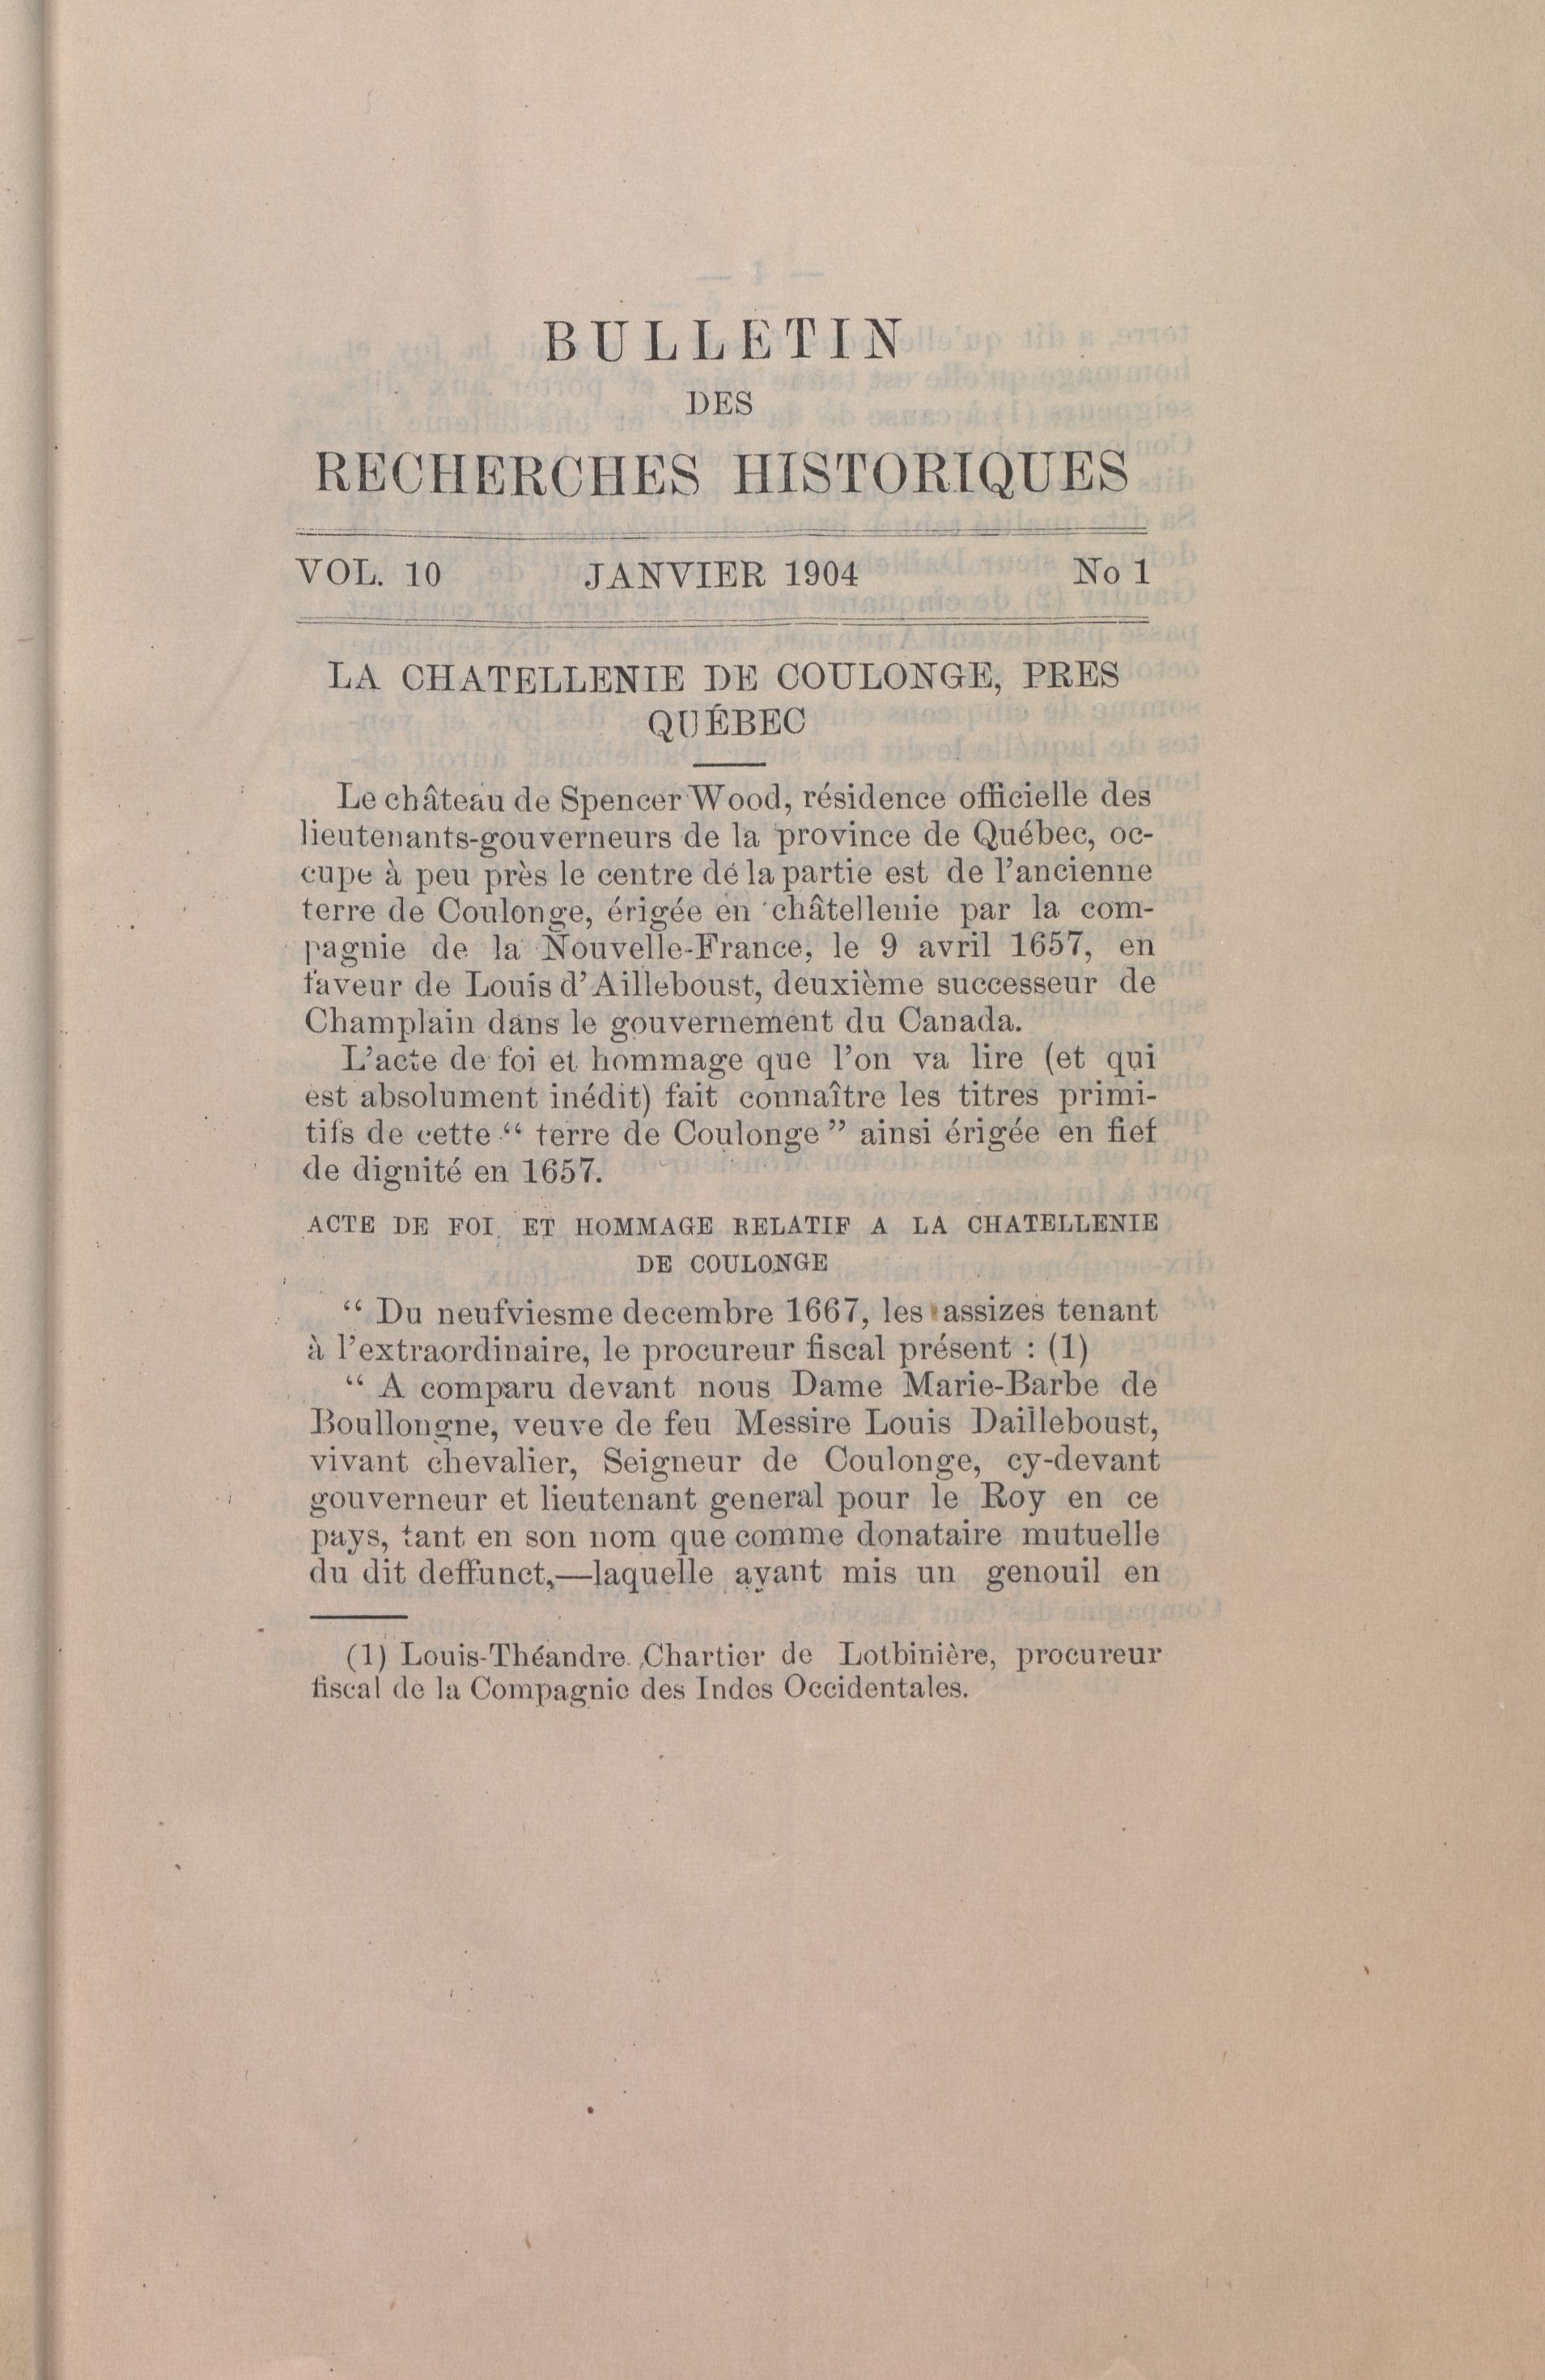 BULLETIN
DES
RECHERCHES HISTORIQUES
VOL. 10 JANVIER 1904 No 1
LA CHATELLENIE DE COULONGE, PRES
QUÉBEC
Le château de Spencer Wood, résidence officielle des
lieutenants-gouverneurs de la province de Québec, oc-
cupe à peu près le centre de la partie est de l'ancienne
terre de Coulonge, érigée en châtellenie par la com-
pagnie de la Nouvelle-France, le 9 avril 1657, en
faveur de Louis d'Ailleboust, deuxième successeur de
Champlain dans le gouvernement du Canada.
L'acte de foi et hommage que l'on va lire (et qui
est absolument inédit) fait connaître les titres primi-
tifs de cette “ terre de Coulonge ” ainsi érigée en fief
de dignité en 1657.
ACTE DE FOI ET HOMMAGE RELATIF A LA CHATELLENIE
DE COULONGE
“ Du neufviesme decembre 1667, les assizes tenant
à l'extraordinaire, le procureur fiscal présent : (1)
“ A comparu devant nous Dame Marie-Barbe de
Boullongne, veuve de feu Messire Louis Dailleboust,
vivant chevalier, Seigneur de Coulonge, cy-devant
gouverneur et lieutenant general pour le Roy en ce
pays, tant en son nom que comme donataire mutuelle
du dit deffunct,—laquelle ayant mis un genouil en
(1) Louis-Théandre Chartier de Lotbinière, procureur
fiscal de la Compagnie des Indes Occidentales.